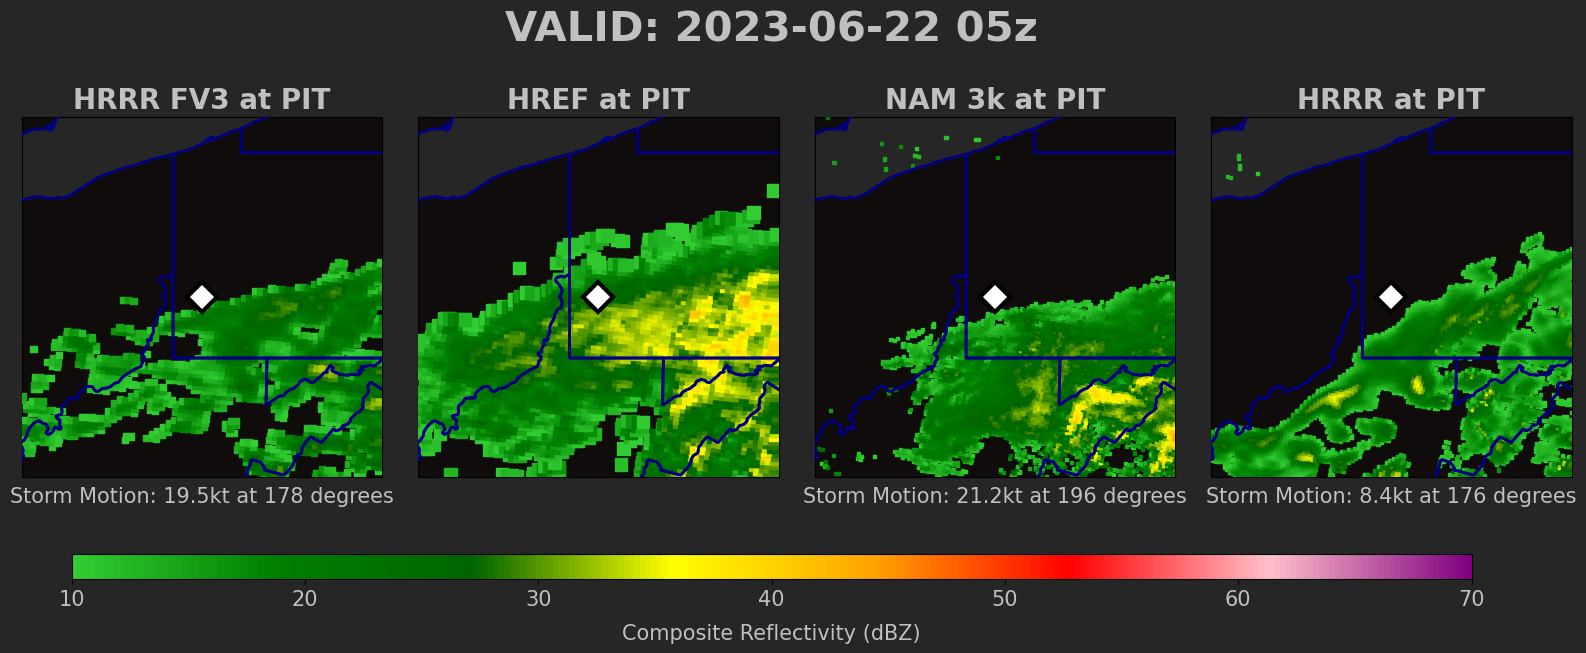 VALID: 2023-06-22 05z
HRRR FV3 at PIT
HREF at PIT
NAM 3k at PIT
HRRR at PIT
Storm Motion: 19.5kt at 178 degrees
Storm Motion: 21.2kt at 196 degrees
Storm Motion: 8.4kt at 176 degrees
10 20 30 40 50 60 70
Composite Reflectivity (dBZ)